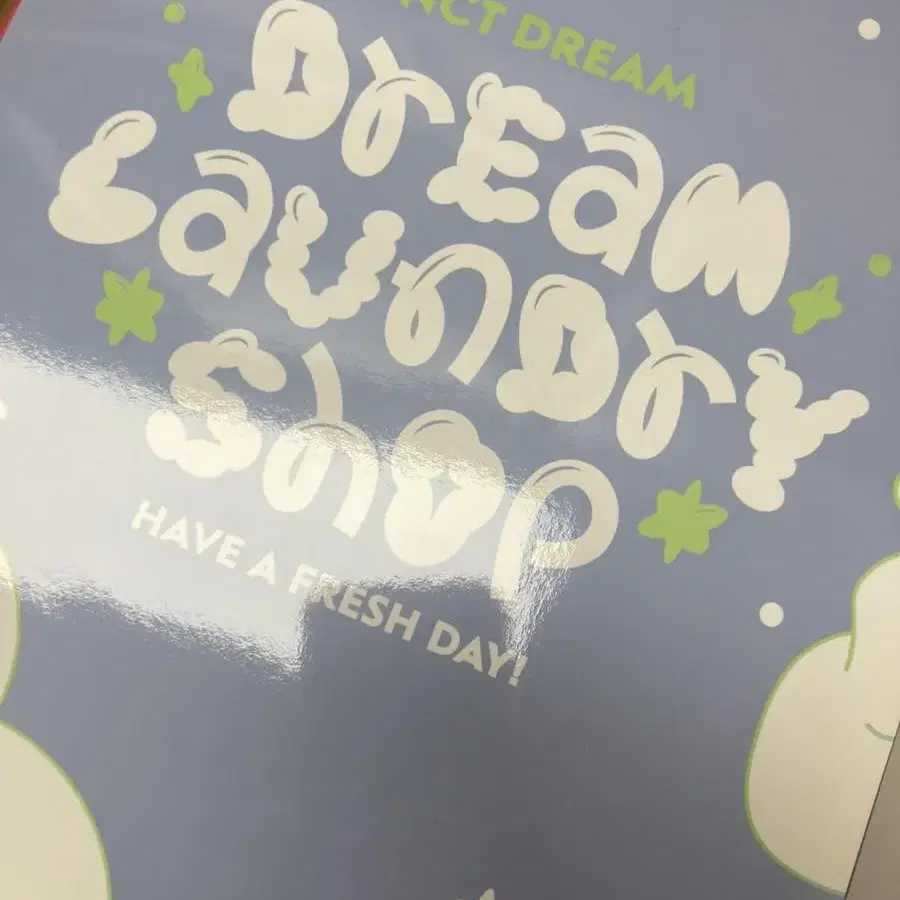 NCT DREAM
DrEam
LaUnDrY
Shop
HAVE A FRESH DAY!